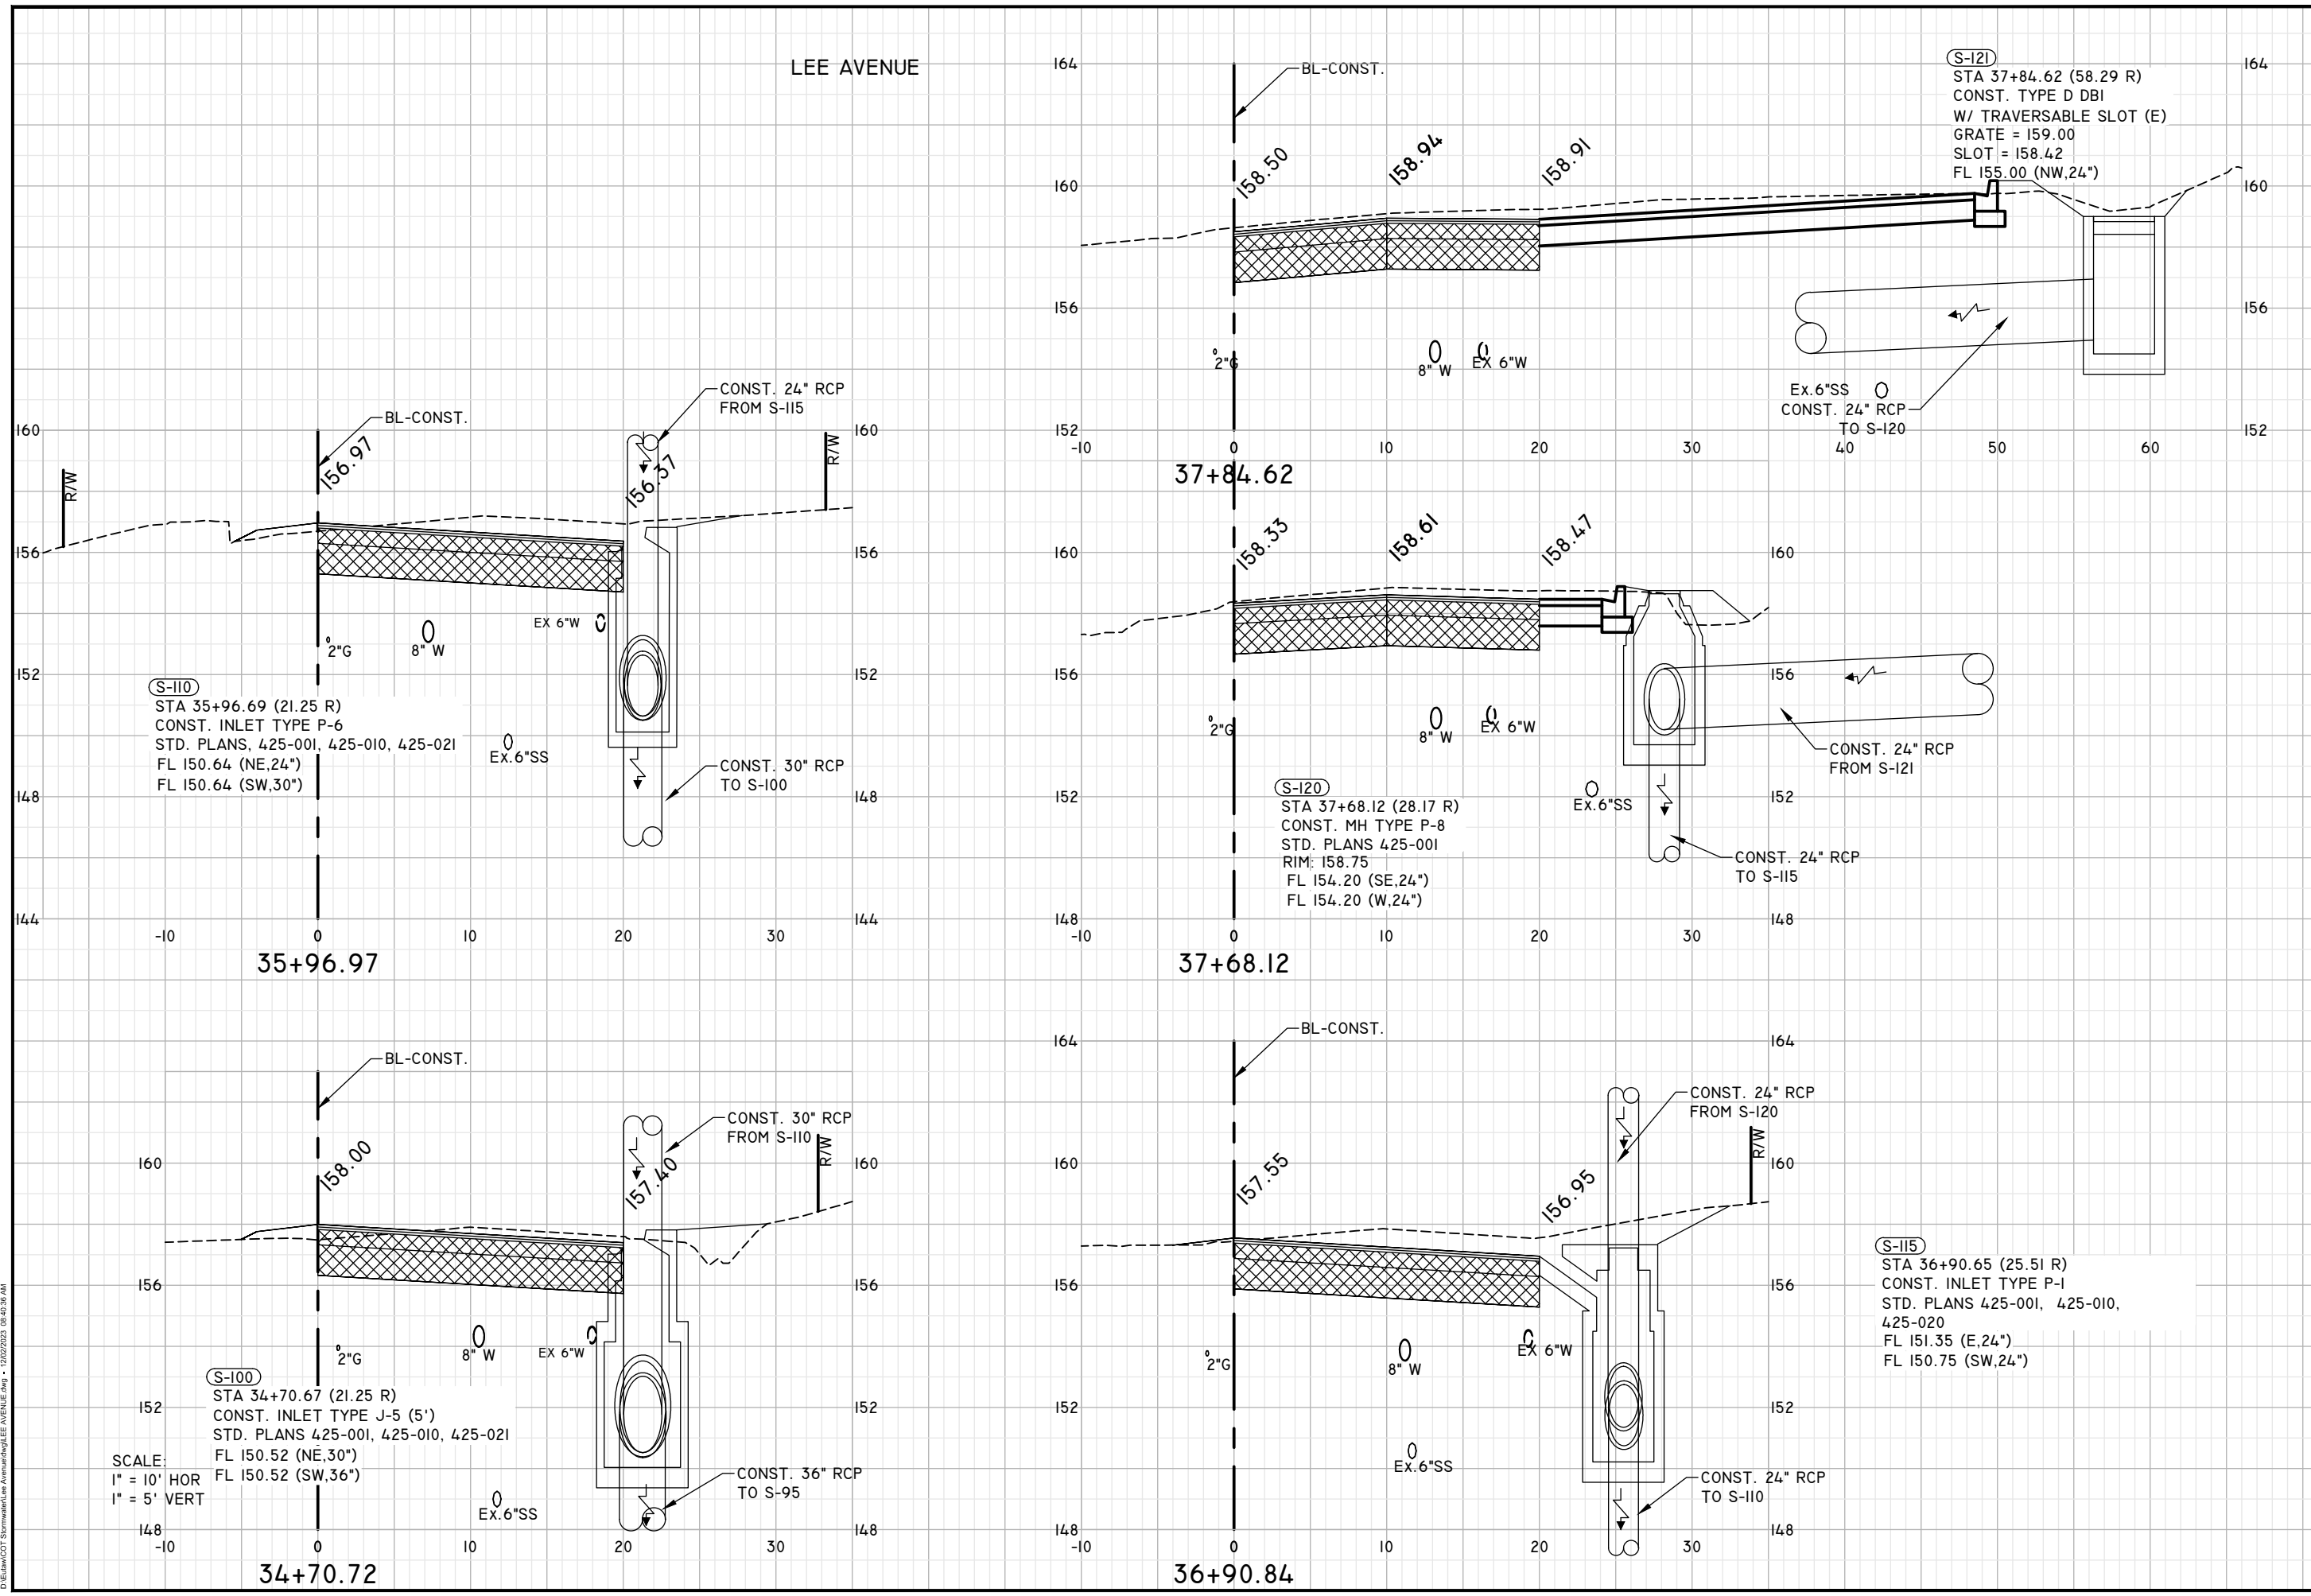 LEE AVENUE
CONST. 24" RCP
FROM S-115
BL-CONST.
160
160
R/W
R/W
156.97
156.37
156
156
EX 6"W
2"G
8" W
152
152
S-110
STA 35+96.69 (21.25 R)
CONST. INLET TYPE P-6
STD. PLANS, 425-001, 425-010, 425-021
FL 150.64 (NE,24")
FL 150.64 (SW,30")
Ex.6"SS
CONST. 30" RCP
TO S-100
148
148
144
144
-10 0 10 20 30
35+96.97
BL-CONST.
CONST. 30" RCP
FROM S-110
R/W
160
160
158.00
157.40
156
156
2"G
8" W
EX 6"W
S-100
STA 34+70.67 (21.25 R)
CONST. INLET TYPE J-5 (5')
STD. PLANS 425-001, 425-010, 425-021
FL 150.52 (NE,30")
FL 150.52 (SW,36")
152
152
SCALE:
1" = 10' HOR
1" = 5' VERT
CONST. 36" RCP
TO S-95
Ex.6"SS
148
148
-10 0 10 20 30
34+70.72
164
164
BL-CONST.
S-121
STA 37+84.62 (58.29 R)
CONST. TYPE D DBI
W/ TRAVERSABLE SLOT (E)
GRATE = 159.00
SLOT = 158.42
FL 155.00 (NW,24")
158.50
158.94
158.91
160
160
156
156
2"G
8" W
EX 6"W
Ex.6"SS
CONST. 24" RCP
TO S-120
152
152
0 10 20 30 40 50 60
37+84.62
158.33
158.61
158.47
160
160
156
156
2"G
8" W
EX 6"W
CONST. 24" RCP
FROM S-121
S-120
STA 37+68.12 (28.17 R)
CONST. MH TYPE P-8
STD. PLANS 425-001
RIM: 158.75
FL 154.20 (SE,24")
FL 154.20 (W,24")
Ex.6"SS
152
152
CONST. 24" RCP
TO S-115
148
148
-10 0 10 20 30
37+68.12
BL-CONST.
164
164
CONST. 24" RCP
FROM S-120
R/W
160
160
157.55
156.95
156
156
S-115
STA 36+90.65 (25.51 R)
CONST. INLET TYPE P-1
STD. PLANS 425-001, 425-010,
425-020
FL 151.35 (E,24")
FL 150.75 (SW,24")
2"G
8" W
EX 6"W
152
152
Ex.6"SS
CONST. 24" RCP
TO S-110
148
148
-10 0 10 20 30
36+90.84
D:\Eutaw\COT Stormwater\Lee Avenue\dwg\LEE AVENUE.dwg • 12/02/2023 08:40:36 AM